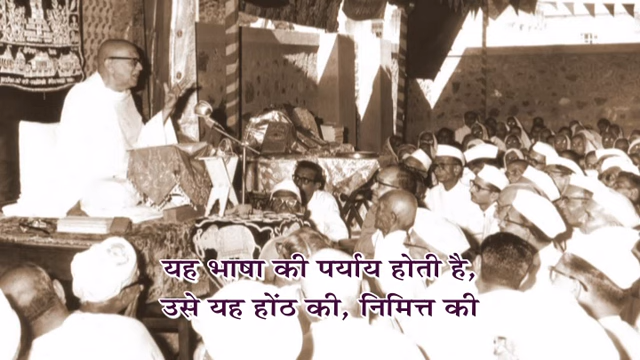 यह भाषा की पर्याय होती है,
उसे यह होंठ की, निमित्त की